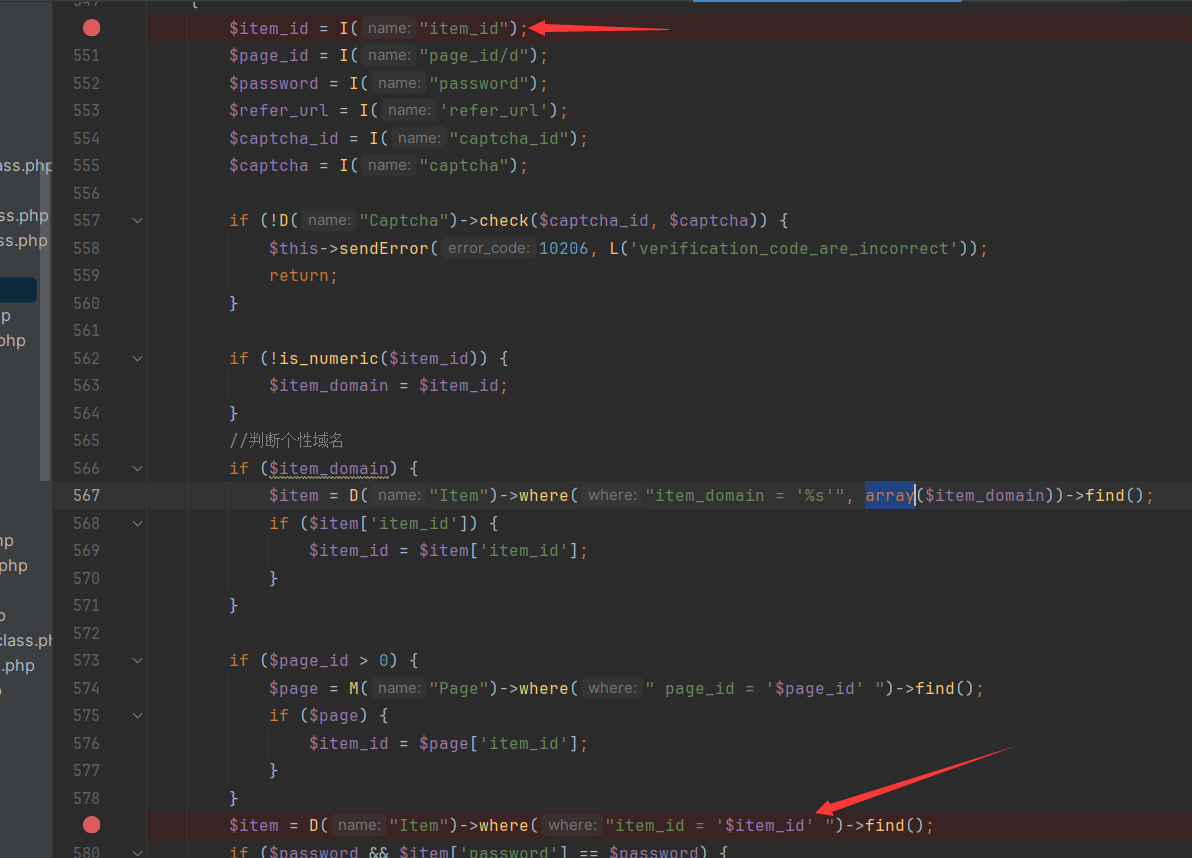 {
$item_id = I( name: "item_id");
551 $page_id = I( name: "page_id/d");
552 $password = I( name: "password");
553 $refer_url = I( name: 'refer_url');
554 $captcha_id = I( name: "captcha_id");
555 $captcha = I( name: "captcha");
556
557 if (!D( name: "Captcha")->check($captcha_id, $captcha)) {
558 $this->sendError( error_code: 10206, L('verification_code_are_incorrect'));
559 return;
560 }
561
562 if (!is_numeric($item_id)) {
563 $item_domain = $item_id;
564 }
565 //判断个性域名
566 if ($item_domain) {
567 $item = D( name: "Item")->where( where: "item_domain = '%s'", array($item_domain))->find();
568 if ($item['item_id']) {
569 $item_id = $item['item_id'];
570 }
571 }
572
573 if ($page_id > 0) {
574 $page = M( name: "Page")->where( where: " page_id = '$page_id' ")->find();
575 if ($page) {
576 $item_id = $page['item_id'];
577 }
578 }
$item = D( name: "Item")->where( where: "item_id = '$item_id' ")->find();
580 if ($password && $item['password'] == $password) {
ass.php
ss.php
ss.php
p
php
hp
php
p
class.ph
.php